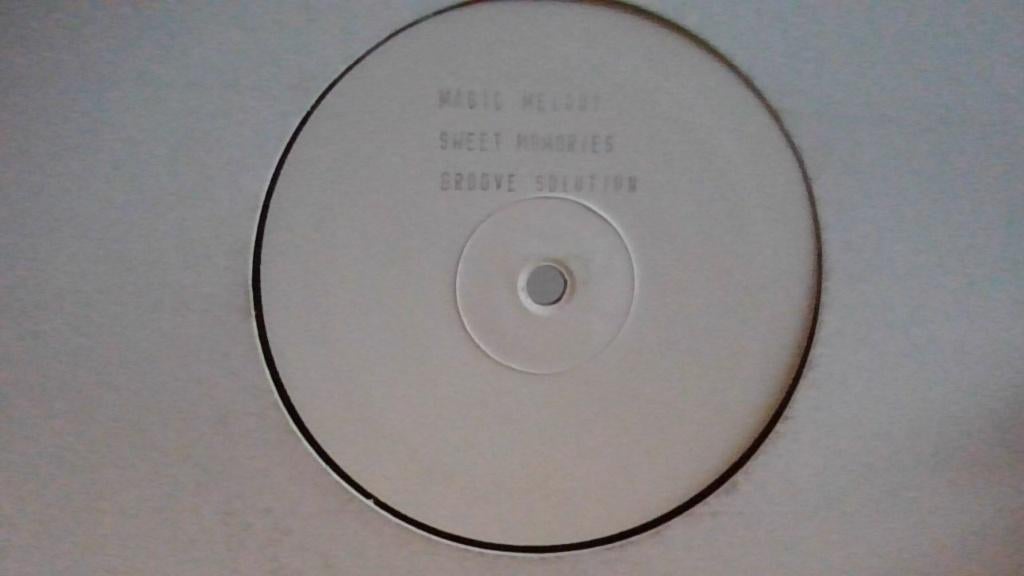 MAGIC MELODY
SWEET MEMORIES
GROOVE SOLUTION